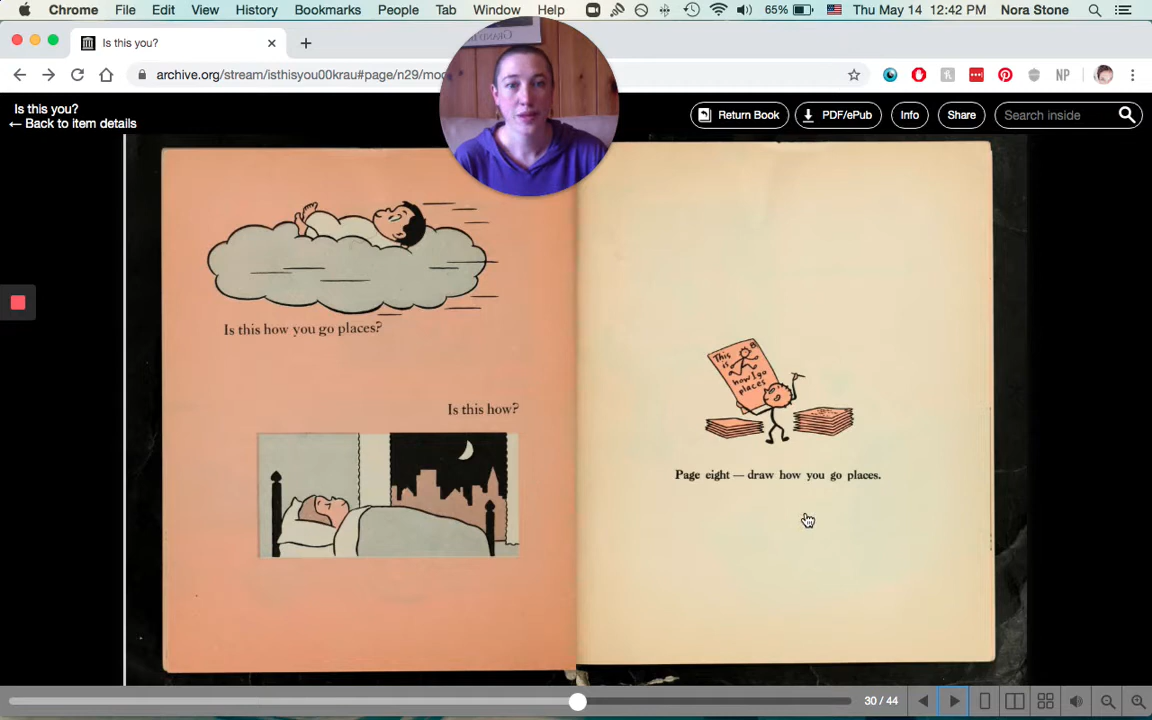 Chrome File Edit View History Bookmarks People Tab Window Help 65% Thu May 14 12:42 PM Nora Stone
Is this you?
archive.org/stream/isthisyou00krau#page/n29/mod
NP
Is this you?
← Back to item details
Return Book PDF/ePub Info Share Search inside
Is this how you go places?
Is this how?
This
is
how I go
places
8
Page eight — draw how you go places.
30 / 44